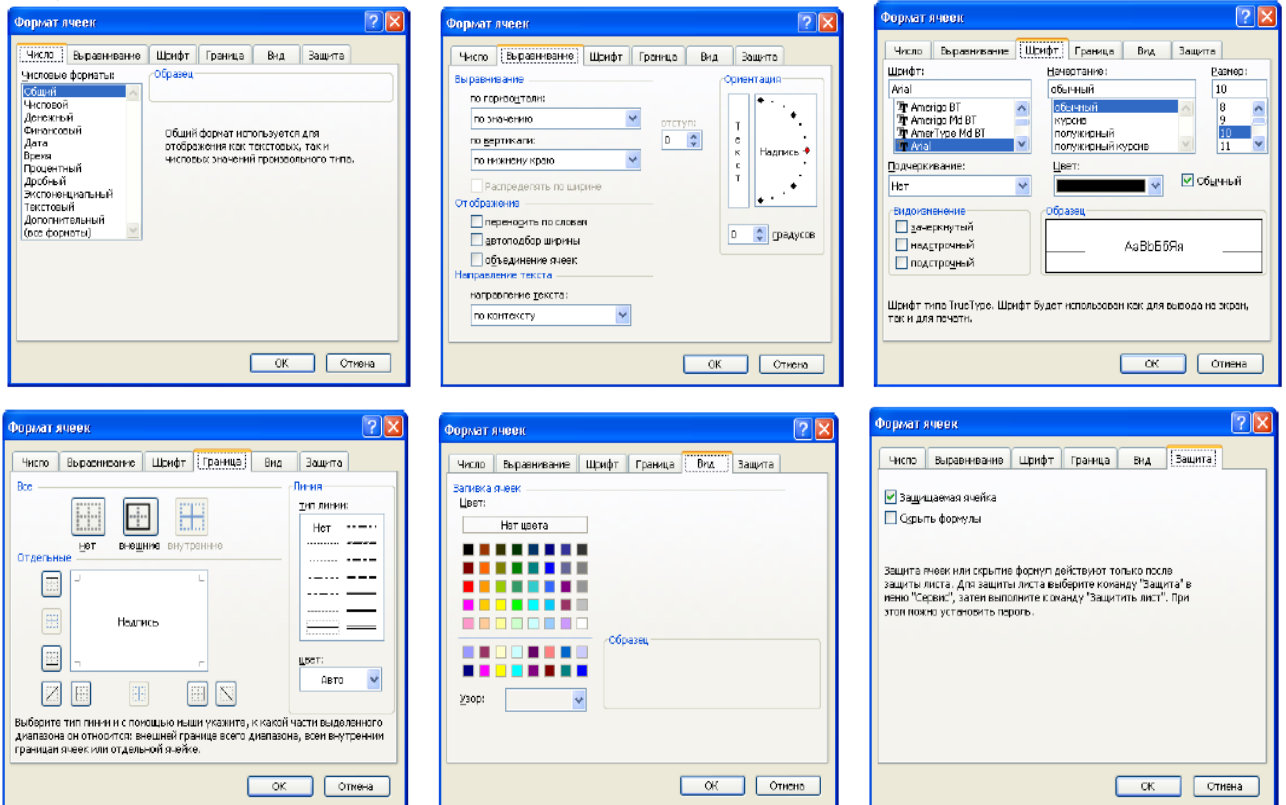 Формат ячеек
Число Выравнивание Шрифт Граница Вид Защита
Числовые форматы:
Образец
Общий
Числовой
Денежный
Финансовый
Дата
Время
Процентный
Дробный
Экспоненциальный
Текстовый
Дополнительный
(все форматы)
Общий формат используется для
отображения как текстовых, так и
числовых значений произвольного типа.
ОК Отмена
Формат ячеек
Число Выравнивание Шрифт Граница Вид Защита
Выравнивание
по горизонтали:
по значению
отступ:
0
по вертикали:
по нижнему краю
Распределять по ширине
Отображение
переносить по словам
автоподбор ширины
объединение ячеек
Направление текста
направление текста:
по контексту
Ориентация
Текст
Надпись
0 градусов
ОК Отмена
Формат ячеек
Число Выравнивание Шрифт Граница Вид Защита
Шрифт:
Arial
Amerigo BT
Amerigo Md BT
AmerType Md BT
Arial
Начертание:
обычный
обычный
курсив
полужирный
полужирный курсив
Размер:
10
8
9
10
11
Подчеркивание:
Нет
Цвет:
Обычный
Видоизменение
зачеркнутый
надстрочный
подстрочный
Образец
АаBbБбЯя
Шрифт типа TrueType. Шрифт будет использован как для вывода на экран,
так и для печати.
ОК Отмена
Формат ячеек
Число Выравнивание Шрифт Граница Вид Защита
Все
нет внешние внутренние
Отдельные
Надпись
Линия
тип линии:
Нет
цвет:
Авто
Выберите тип линии и с помощью мыши укажите, к какой части выделенного
диапазона он относится: внешней границе всего диапазона, всем внутренним
границам ячеек или отдельной ячейке.
ОК Отмена
Формат ячеек
Число Выравнивание Шрифт Граница Вид Защита
Заливка ячеек
Цвет:
Нет цвета
Образец
Узор:
ОК Отмена
Формат ячеек
Число Выравнивание Шрифт Граница Вид Защита
Защищаемая ячейка
Скрыть формулы
Защита ячеек или скрытие формул действуют только после
защиты листа. Для защиты листа выберите команду "Защита" в
меню "Сервис", затем выполните команду "Защитить лист". При
этом можно установить пароль.
ОК Отмена